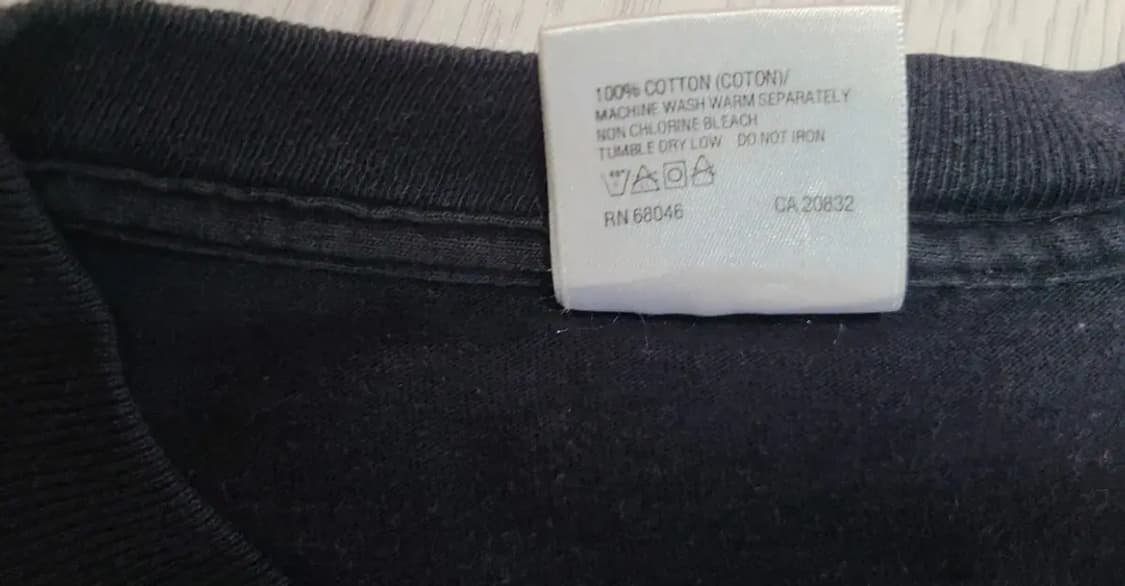 100% COTTON (COTON)/
MACHINE WASH WARM SEPARATELY
NON CHLORINE BLEACH
TUMBLE DRY LOW DO NOT IRON
RN 68046 CA 20832